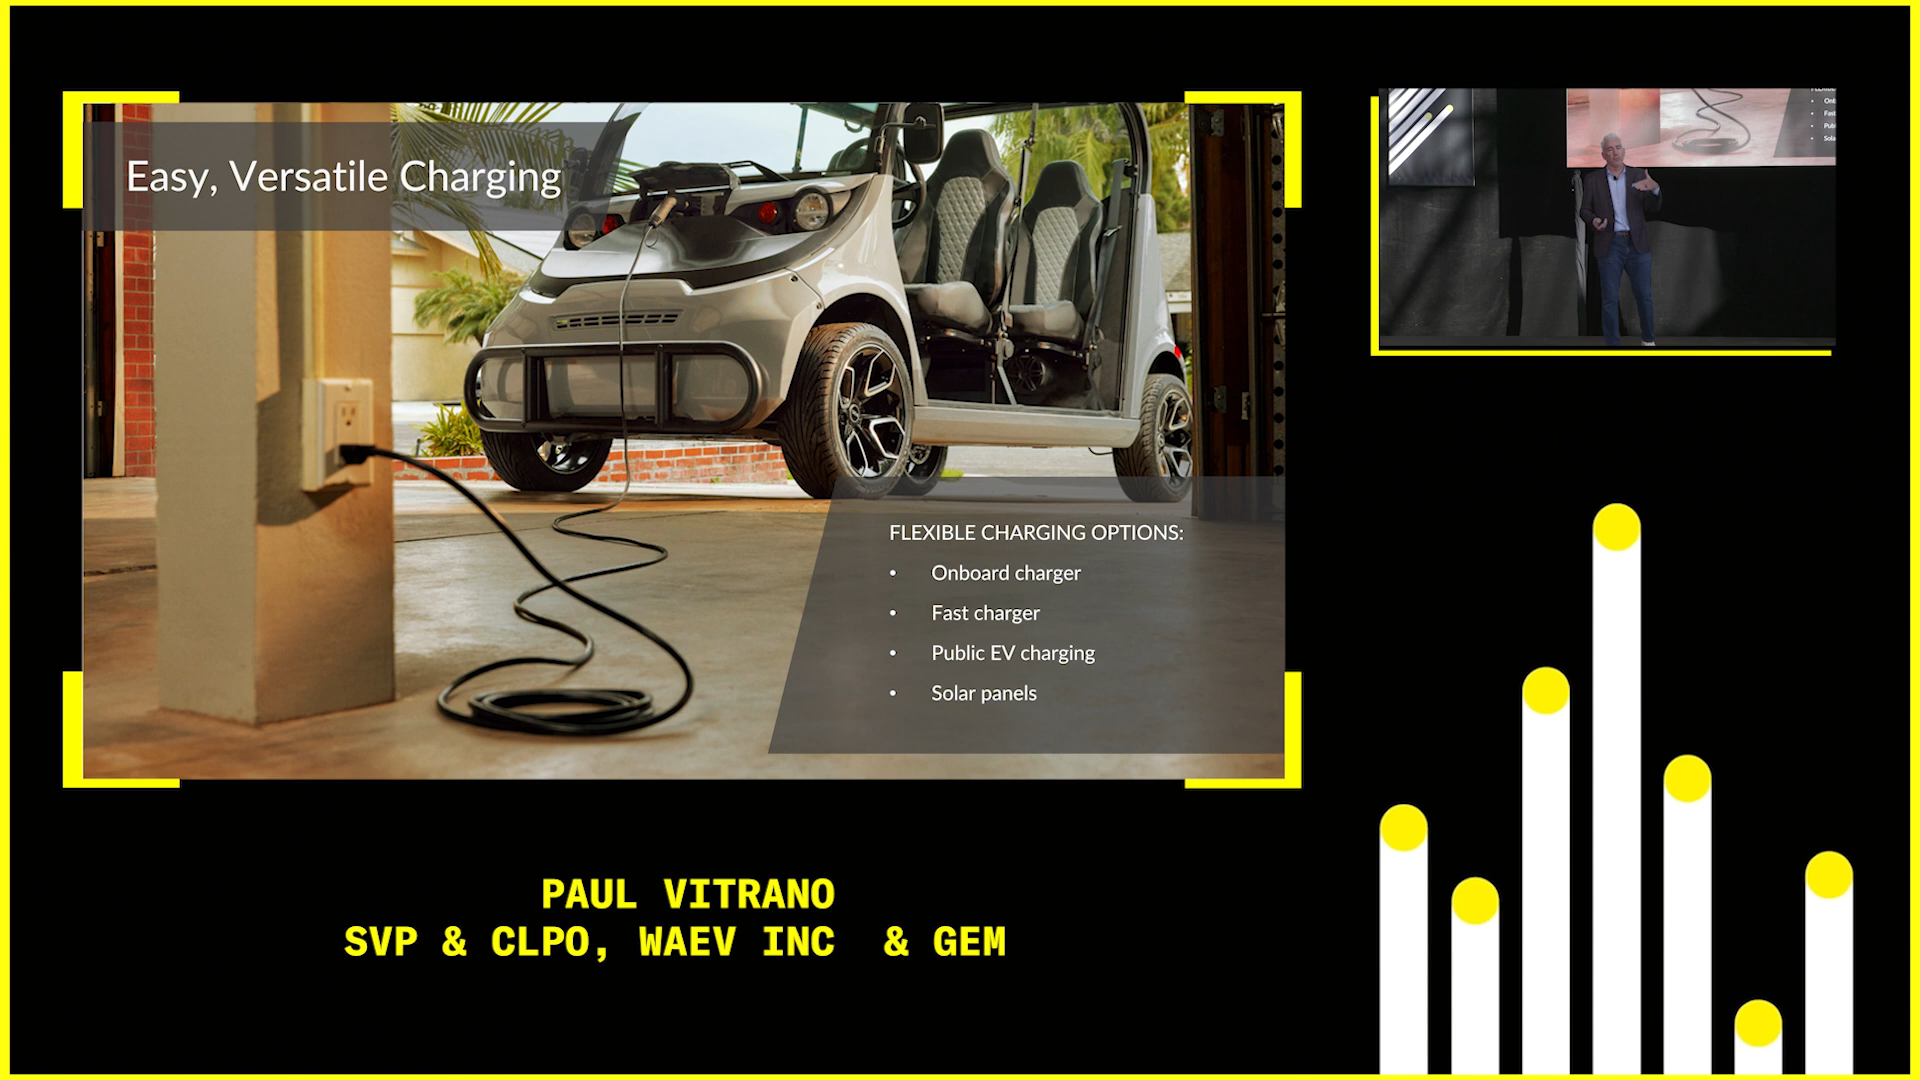 Easy, Versatile Charging
FLEXIBLE CHARGING OPTIONS:
• Onboard charger
• Fast charger
• Public EV charging
• Solar panels
PAUL VITRANO
SVP & CLPO, WAEV INC & GEM